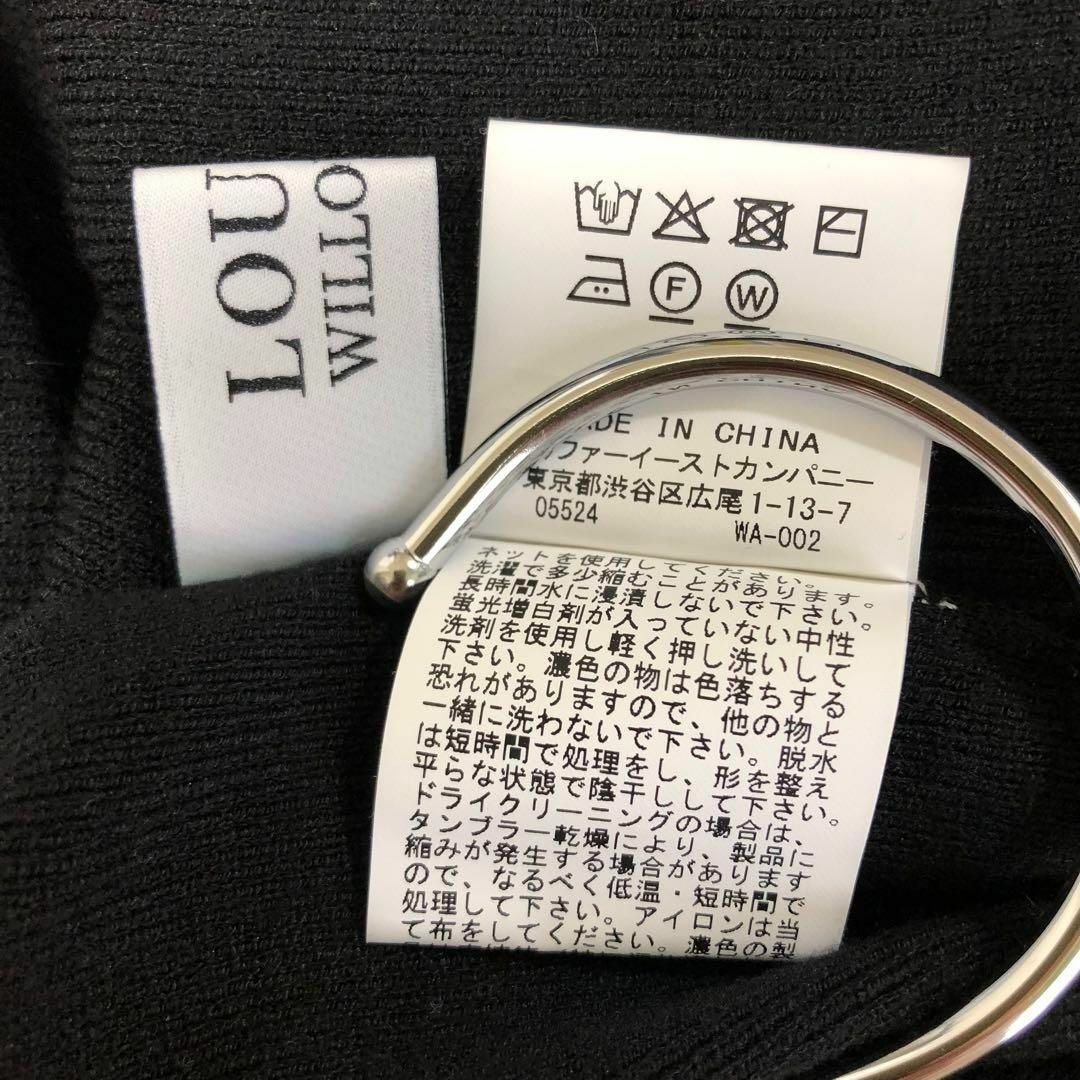 LOU
WILLO
F
W
MADE IN CHINA
ファーイーストカンパニー
東京都渋谷区広尾1-13-7
05524 WA-002
ネットを使用してください。
洗濯で多少縮むことがあります。
長時間水に浸漬しないで下さい。
蛍光増白剤が入っていない中性
洗剤を使用し軽く押し洗いして
下さい。濃色の物は色落ちする
恐れがありますので、他の物と
一緒に洗わないで下さい。脱水
は短時間で処理をし、形を整え
平らな状態で陰干しして下さい。
ドライクリーニングの場合は、
タンブラー乾燥により、製品に
縮みが発生する場合があります
ので、なるべく低温・短時間で
処理して下さい。アイロンは当
て布をしてください。濃色の製